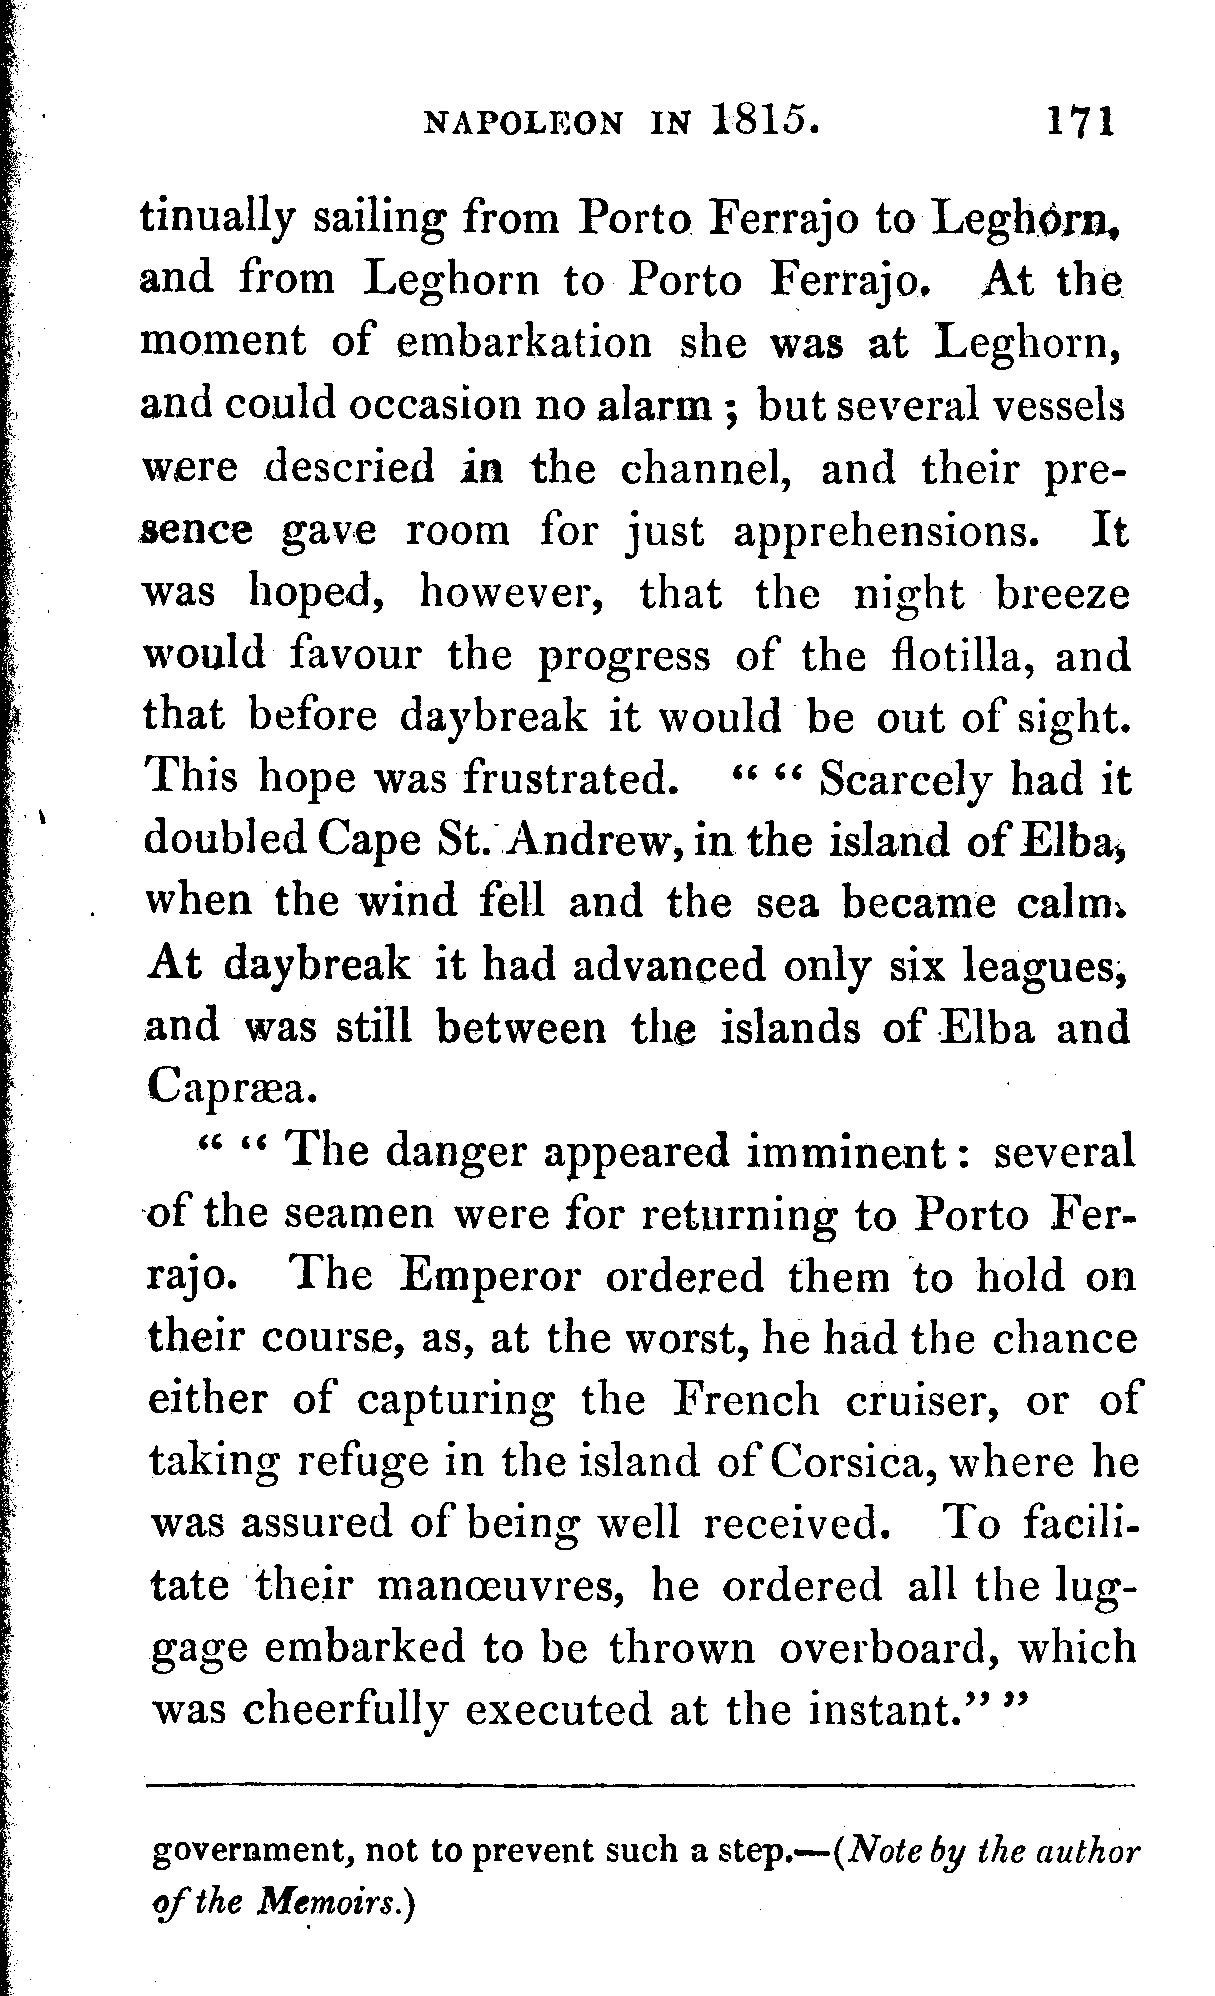 NAPOLEON IN 1815. 171
tinually sailing from Porto Ferrajo to Leghorn,
and from Leghorn to Porto Ferrajo. At the
moment of embarkation she was at Leghorn,
and could occasion no alarm ; but several vessels
were descried in the channel, and their pre-
sence gave room for just apprehensions. It
was hoped, however, that the night breeze
would favour the progress of the flotilla, and
that before daybreak it would be out of sight.
This hope was frustrated. “ “ Scarcely had it
doubled Cape St. Andrew, in the island of Elba,
when the wind fell and the sea became calm.
At daybreak it had advanced only six leagues,
and was still between the islands of Elba and
Capræa.
“ “ The danger appeared imminent : several
of the seamen were for returning to Porto Fer-
rajo. The Emperor ordered them to hold on
their course, as, at the worst, he had the chance
either of capturing the French cruiser, or of
taking refuge in the island of Corsica, where he
was assured of being well received. To facili-
tate their manœuvres, he ordered all the lug-
gage embarked to be thrown overboard, which
was cheerfully executed at the instant.” ”
government, not to prevent such a step.—(Note by the author
of the Memoirs.)